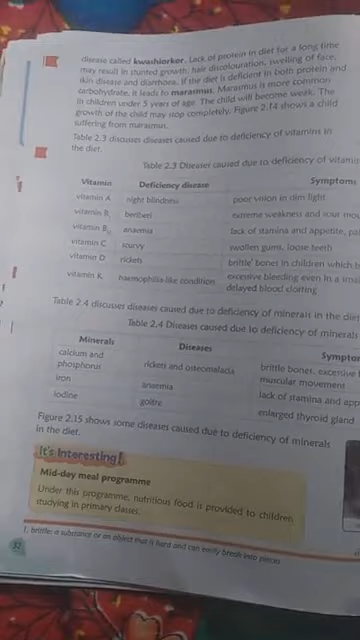 disease called kwashiorkor. Lack of protein in diet for a long time
may result in stunted growth, hair discolouration, swelling of face,
skin disease and diarrhoea. If the diet is deficient in both protein and
carbohydrate, it leads to marasmus. Marasmus is more common
in children under 5 years of age. The child will become weak. The
growth of the child may stop completely. Figure 2.14 shows a child
suffering from marasmus.
Table 2.3 discusses diseases caused due to deficiency of vitamins in
the diet.
Table 2.3 Diseases caused due to deficiency of vitamin
Vitamin Deficiency disease Symptoms
vitamin A night blindness poor vision in dim light
vitamin B₁ beriberi extreme weakness and sour
vitamin B₁₂ anaemia lack of stamina and appetite,
vitamin C scurvy swollen gums, loose teeth
vitamin D rickets brittle¹ bones in children which
vitamin K haemophilia-like condition excessive bleeding even in a
delayed blood clotting
Table 2.4 discusses diseases caused due to deficiency of minerals in the diet
Table 2.4 Diseases caused due to deficiency of minerals
Minerals Diseases
calcium and
phosphorus rickets and osteomalacia brittle bones, excessive
muscular movement
iron anaemia lack of stamina and
iodine goitre enlarged thyroid gland
Figure 2.15 shows some diseases caused due to deficiency of minerals
in the diet.
It's Interesting!
Mid-day meal programme
Under this programme, nutritious food is provided to children
studying in primary classes.
1. brittle: a substance or an object that is hard and can easily break into pieces
32